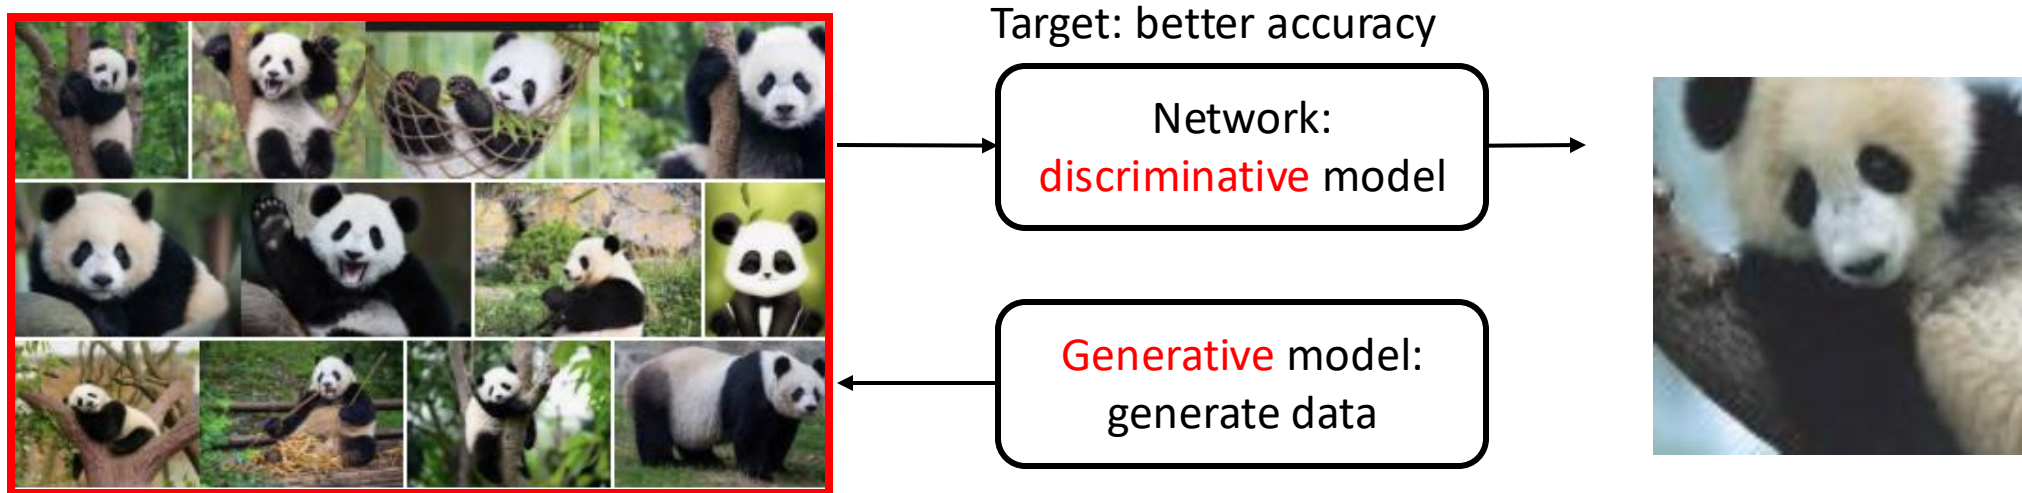 Target: better accuracy
Network:
discriminative model
Generative model:
generate data